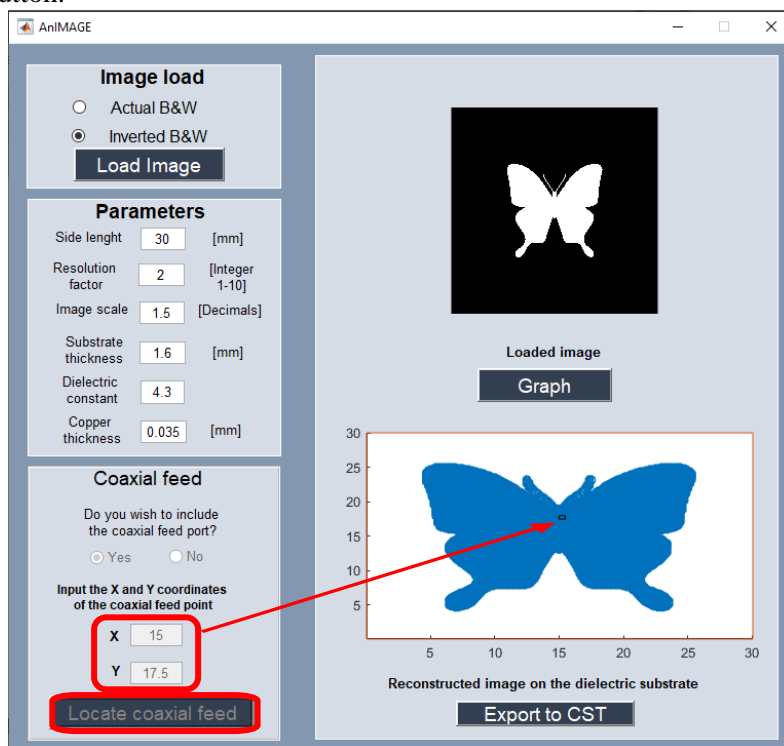 utton.
AnIMAGE
Image load
Actual B&W
Inverted B&W
Load Image
Parameters
Side lenght 30 [mm]
Resolution
factor 2 [Integer
1-10]
Image scale 1.5 [Decimals]
Substrate
thickness 1.6 [mm]
Dielectric
constant 4.3
Copper
thickness 0.035 [mm]
Coaxial feed
Do you wish to include
the coaxial feed port?
Yes No
Input the X and Y coordinates
of the coaxial feed point
X 15
Y 17.5
Locate coaxial feed
Loaded image
Graph
30
25
20
15
10
5
5 10 15 20 25 30
Reconstructed image on the dielectric substrate
Export to CST